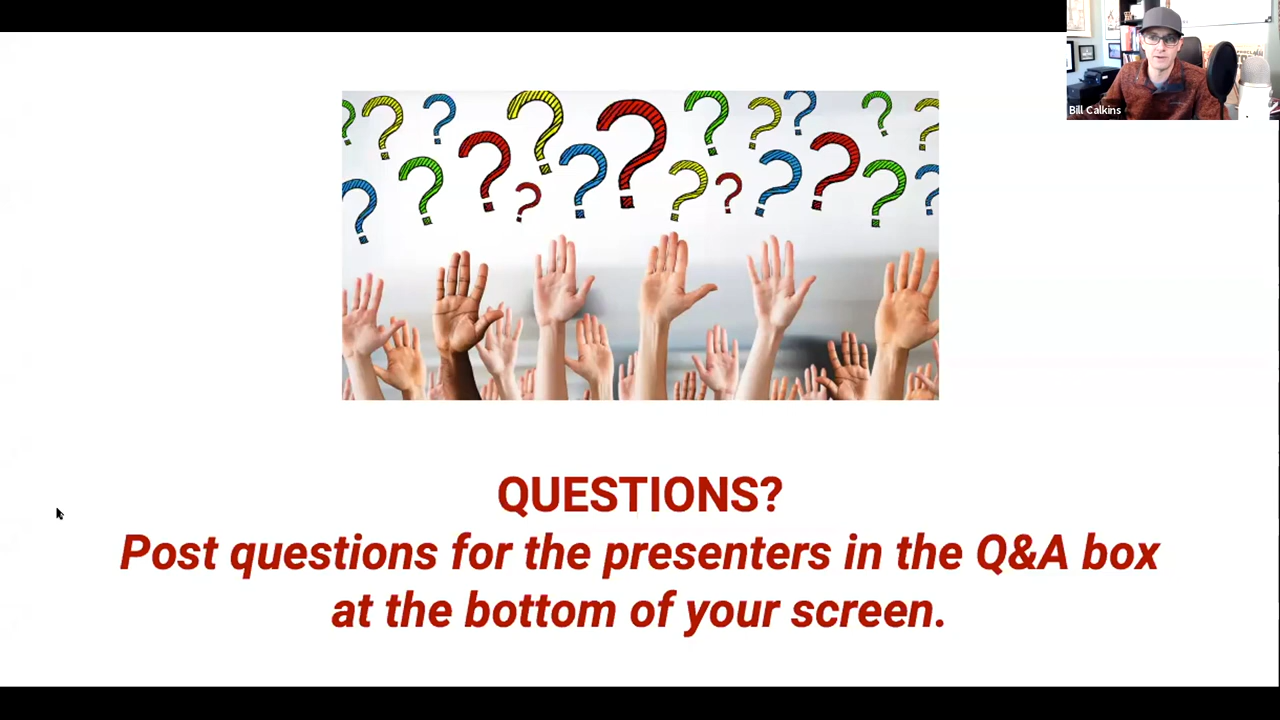 Bill Calkins
QUESTIONS?
Post questions for the presenters in the Q&A box
at the bottom of your screen.